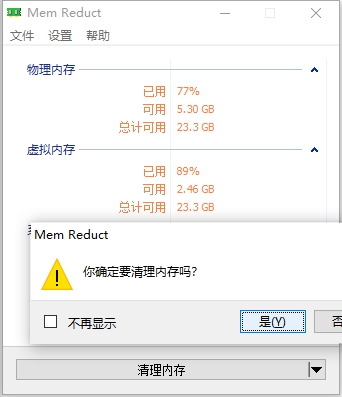 Mem Reduct
文件 设置 帮助
物理内存
已用 77%
可用 5.30 GB
总计可用 23.3 GB
虚拟内存
已用 89%
可用 2.46 GB
总计可用 23.3 GB
Mem Reduct
你确定要清理内存吗?
不再显示
是(Y)
否
清理内存